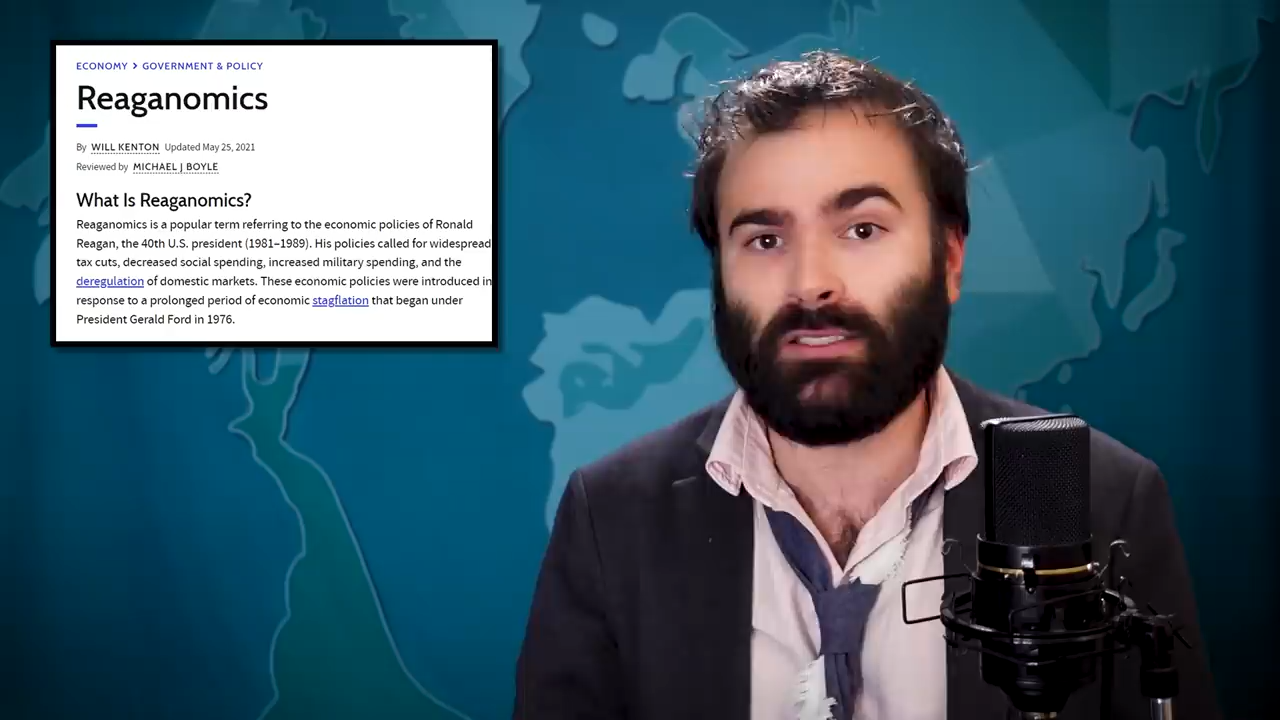 ECONOMY > GOVERNMENT & POLICY
Reaganomics
By WILL KENTON Updated May 25, 2021
Reviewed by MICHAEL J BOYLE
What Is Reaganomics?
Reaganomics is a popular term referring to the economic policies of Ronald
Reagan, the 40th U.S. president (1981–1989). His policies called for widespread
tax cuts, decreased social spending, increased military spending, and the
deregulation of domestic markets. These economic policies were introduced in
response to a prolonged period of economic stagflation that began under
President Gerald Ford in 1976.